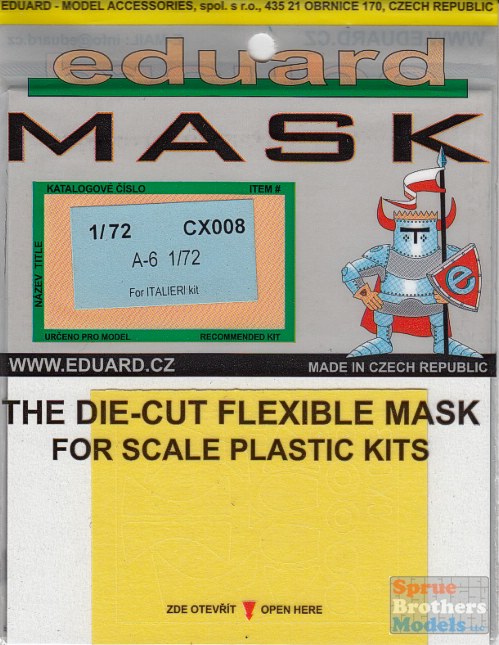 EDUARD - MODEL ACCESSORIES, spol. s r.o., 435 21 OBRNICE 170, CZECH REPUBLIC
eduard
MASK
KATALOGOVÉ ČÍSLO ITEM #
1/72 CX008
A-6 1/72
For ITALIERI kit
NÁZEV TITLE
URČENO PRO MODEL RECOMMENDED KIT
e
WWW.EDUARD.CZ MADE IN CZECH REPUBLIC
THE DIE-CUT FLEXIBLE MASK
FOR SCALE PLASTIC KITS
ZDE OTEVŘÍT OPEN HERE
Sprue
Brothers
Models LLC